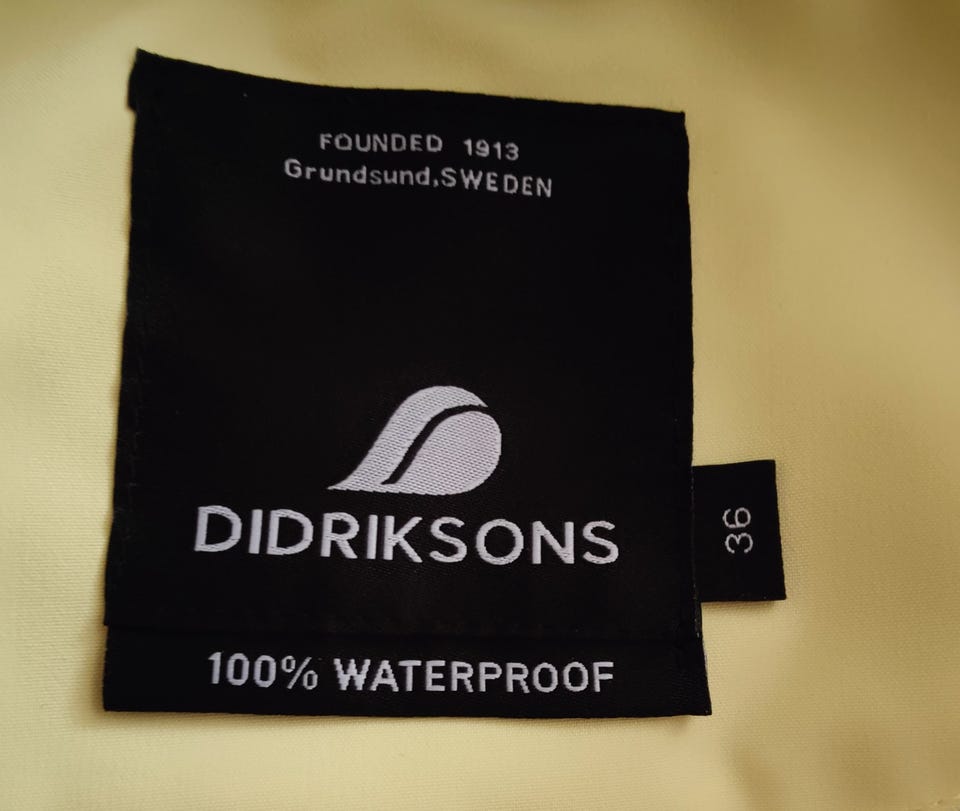 FOUNDED 1913
Grundsund,SWEDEN
DIDRIKSONS
36
100% WATERPROOF